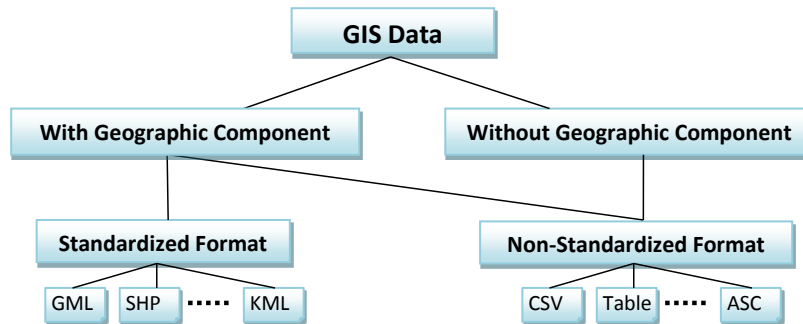 GIS Data
With Geographic Component
Without Geographic Component
Standardized Format
Non-Standardized Format
GML
SHP
.....
KML
CSV
Table
.....
ASC